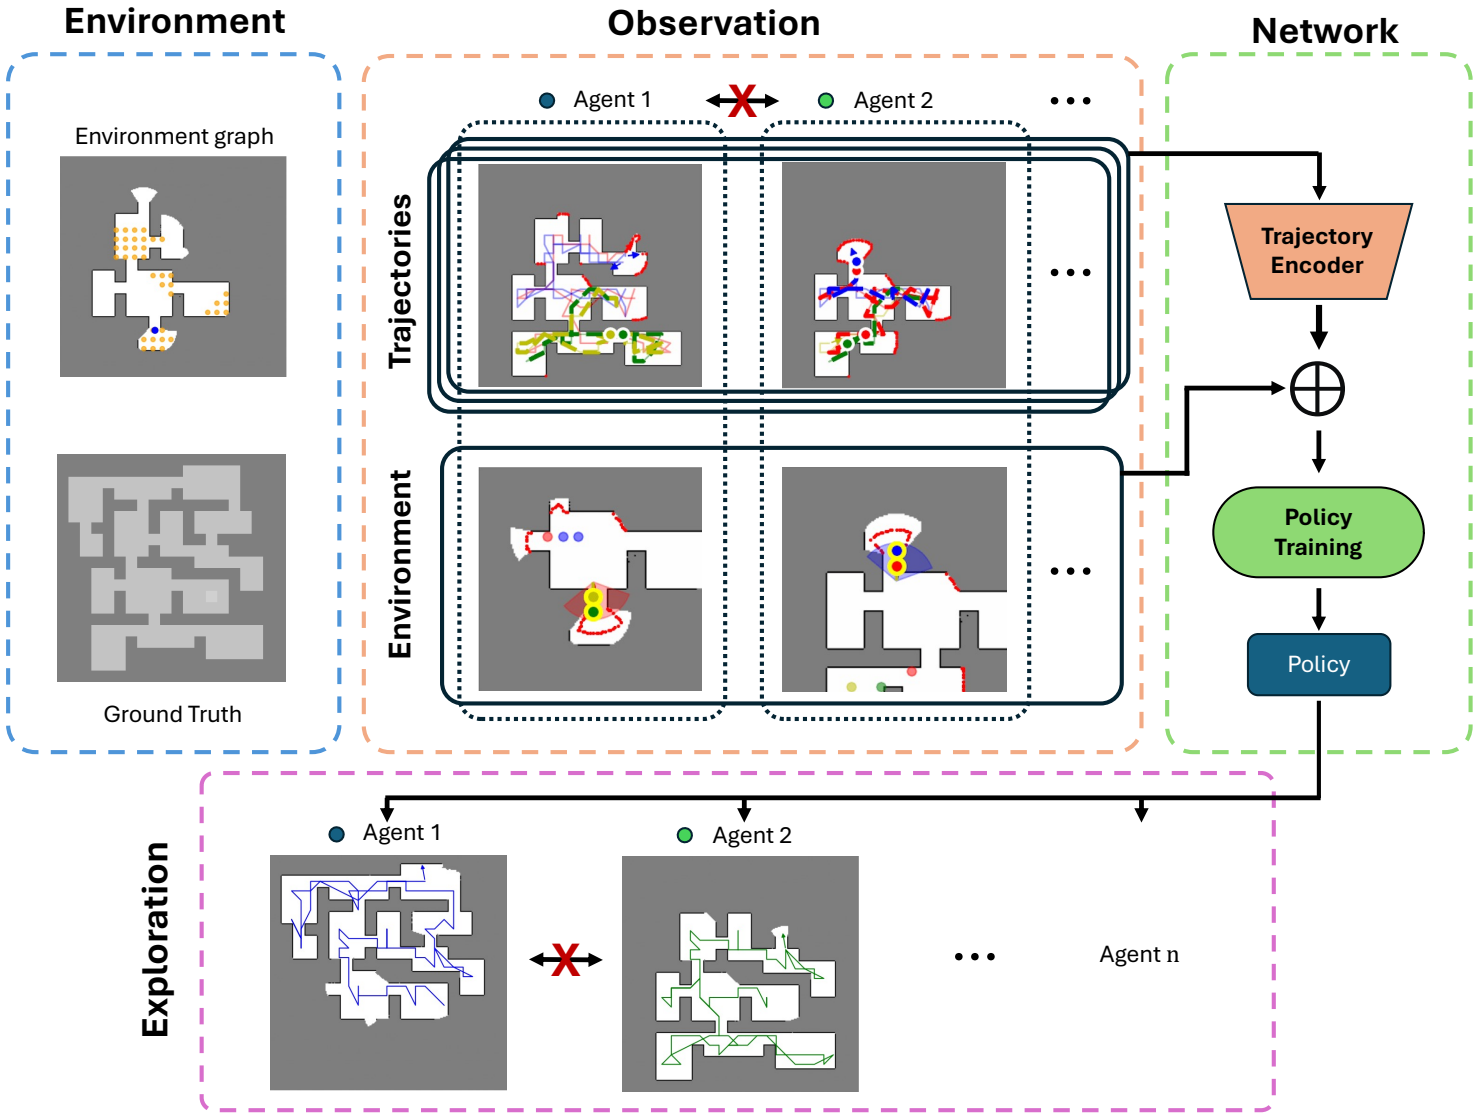 Environment
Observation
Network
Environment graph
Ground Truth
Agent 1
X
Agent 2
...
Trajectories
...
Environment
...
Trajectory
Encoder
Policy
Training
Policy
Exploration
Agent 1
Agent 2
X
...
Agent n